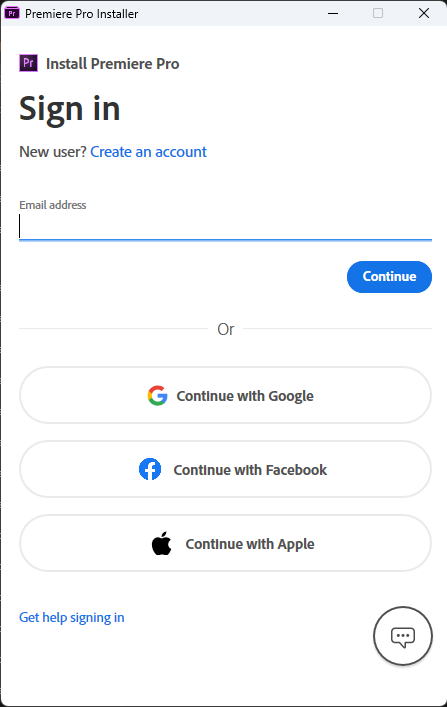 Premiere Pro Installer
Pr Install Premiere Pro
Sign in
New user? Create an account
Email address
Continue
Or
Continue with Google
Continue with Facebook
Continue with Apple
Get help signing in